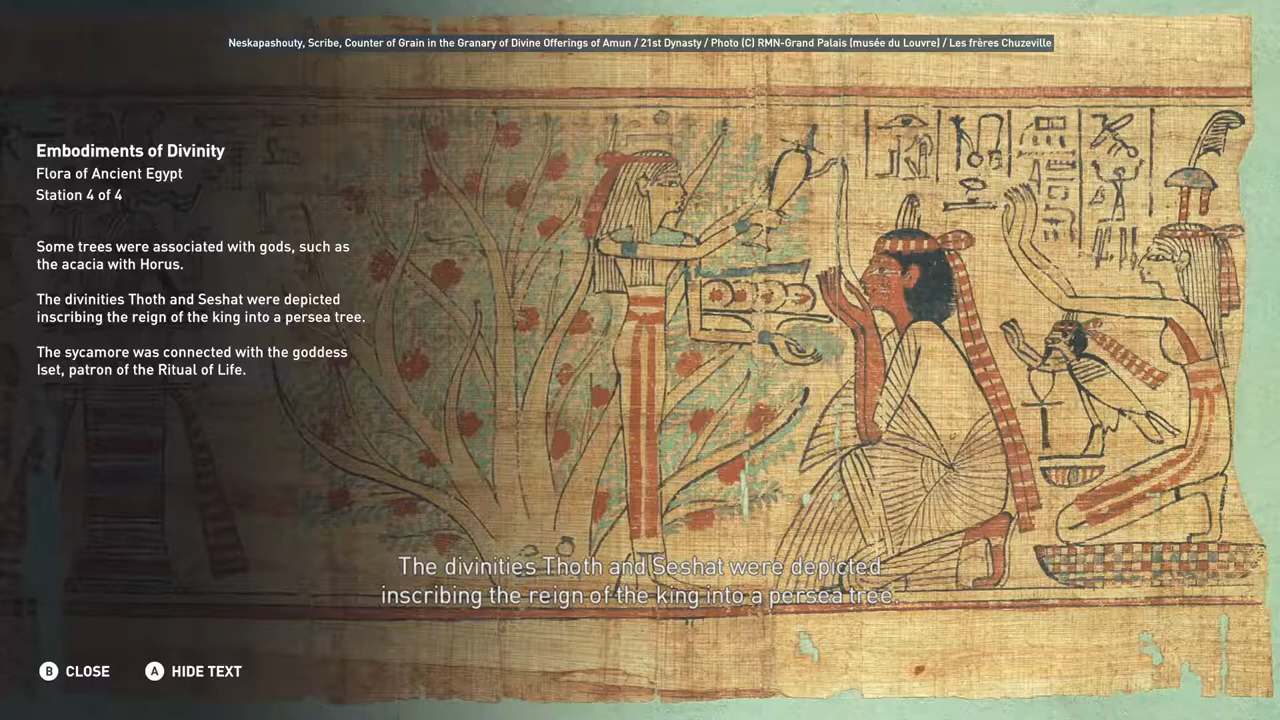 Neskapashouty, Scribe, Counter of Grain in the Granary of Divine Offerings of Amun / 21st Dynasty / Photo (C) RMN-Grand Palais (musée du Louvre) / Les frères Chuzeville
Embodiments of Divinity
Flora of Ancient Egypt
Station 4 of 4
Some trees were associated with gods, such as
the acacia with Horus.
The divinities Thoth and Seshat were depicted
inscribing the reign of the king into a persea tree.
The sycamore was connected with the goddess
Iset, patron of the Ritual of Life.
The divinities Thoth and Seshat were depicted
inscribing the reign of the king into a persea tree.
B CLOSE
A HIDE TEXT